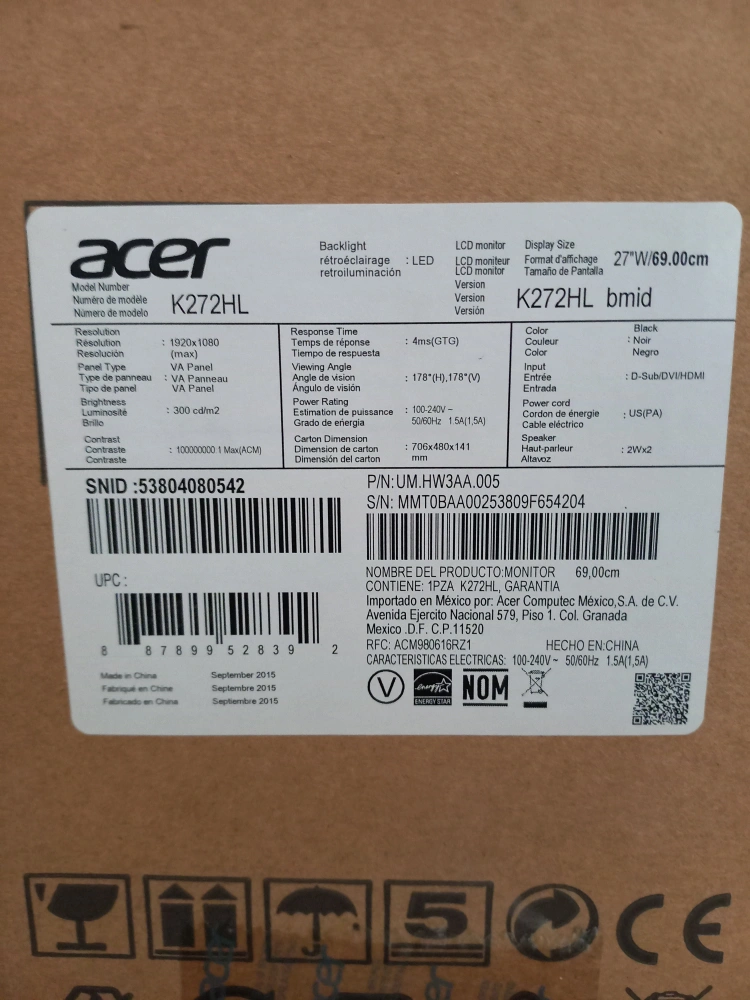 acer
Backlight
rétroéclairage : LED
retroiluminación
LCD monitor
LCD moniteur
LCD monitor
Version
Version
Versión
Display Size
Format d'affichage 27"W/69.00cm
Tamaño de Pantalla
Model Number
Numéro de modèle K272HL
Número de modelo
K272HL bmid
Resolution
Résolution : 1920x1080
Resolución (max)
Panel Type VA Panel
Type de panneau : VA Panneau
Tipo de panel VA Panel
Brightness
Luminosité : 300 cd/m2
Brillo
Contrast
Contraste : 100000000:1 Max(ACM)
Contraste
Response Time
Temps de réponse : 4ms(GTG)
Tiempo de respuesta
Viewing Angle
Angle de vision : 178°(H),178°(V)
Ángulo de visión
Power Rating
Estimation de puissance : 100-240V ~
Grado de energía 50/60Hz 1.5A(1,5A)
Carton Dimension
Dimension de carton : 706x480x141
Dimensión del carton mm
Color Black
Couleur : Noir
Color Negro
Input
Entrée : D-Sub/DVI/HDMI
Entrada
Power cord
Cordon de énergie : US(PA)
Cable eléctrico
Speaker
Haut-parleur : 2Wx2
Altavoz
SNID :53804080542
P/N: UM.HW3AA.005
S/N: MMT0BAA00253809F654204
UPC :
8 87899 52839 2
Made in China September 2015
Fabriqué en Chine Septembre 2015
Fabricado en China Septiembre 2015
NOMBRE DEL PRODUCTO:MONITOR 69,00cm
CONTIENE: 1PZA K272HL, GARANTIA
Importado en México por: Acer Computec México,S.A. de C.V.
Avenida Ejercito Nacional 579, Piso 1. Col. Granada
Mexico .D.F. C.P.11520
RFC: ACM980616RZ1 HECHO EN:CHINA
CARACTERISTICAS ELECTRICAS: 100-240V ~ 50/60Hz 1.5A(1,5A)
V
energy
ENERGY STAR
NOM
5
CE
acer
acer
acer